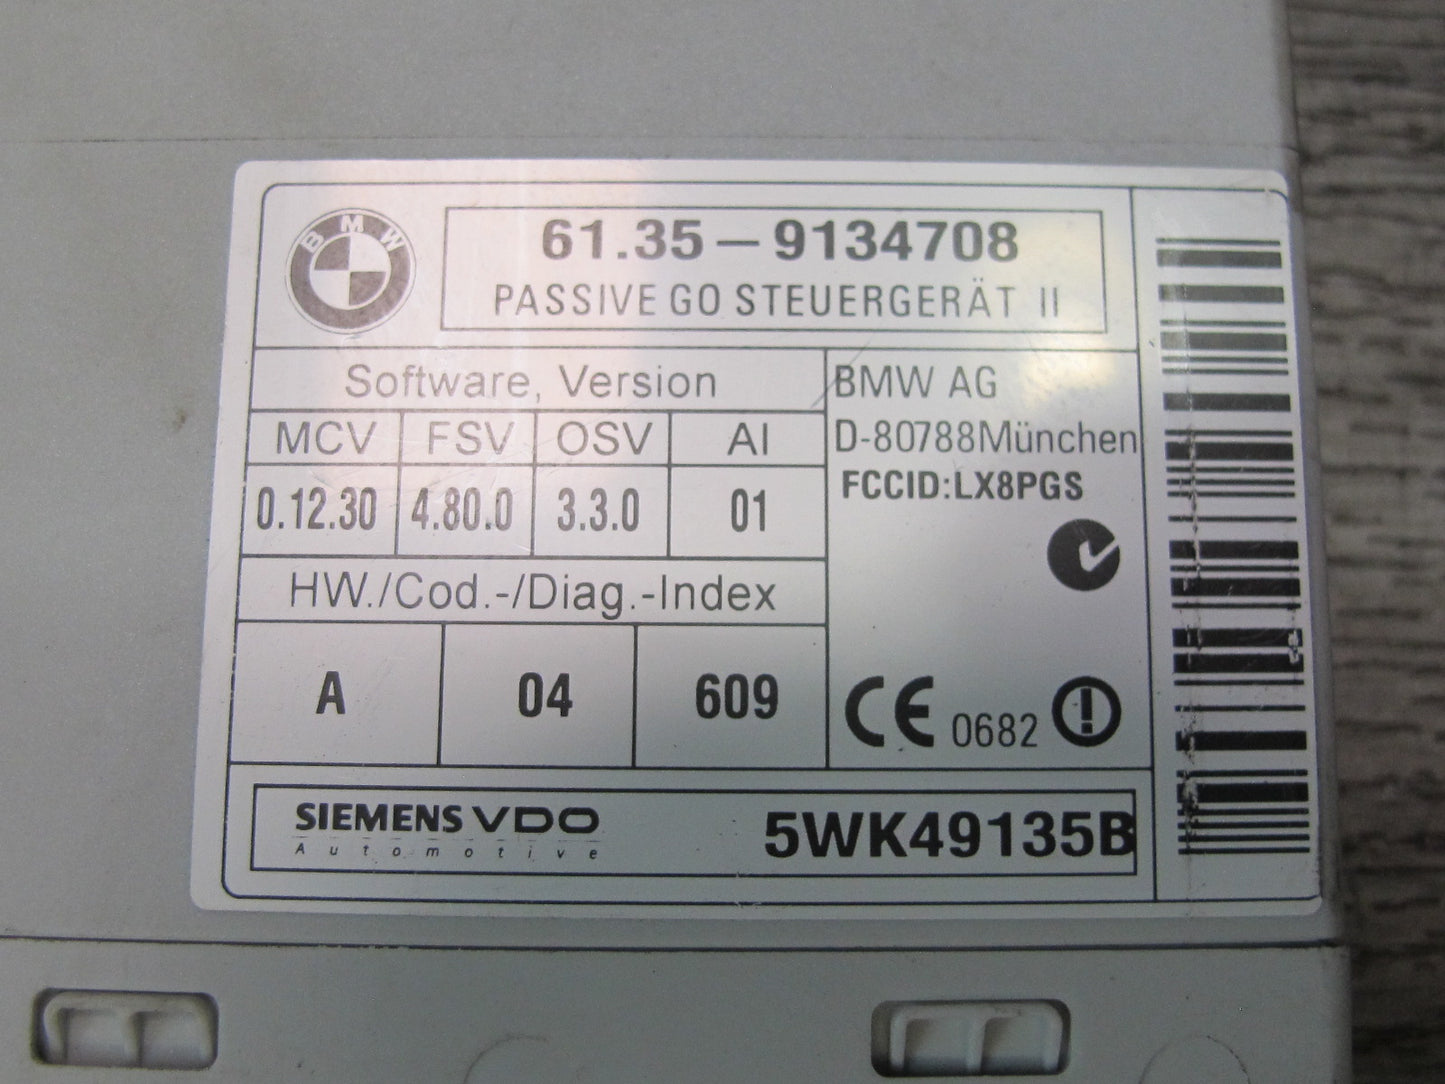 BMW
61.35-9134708
PASSIVE GO STEUERGERÄT II
Software, Version
MCV FSV OSV AI
0.12.30 4.80.0 3.3.0 01
HW./Cod.-/Diag.-Index
A 04 609
BMW AG
D-80788München
FCCID:LX8PGS
CE 0682
SIEMENS VDO
Automotive
5WK49135B